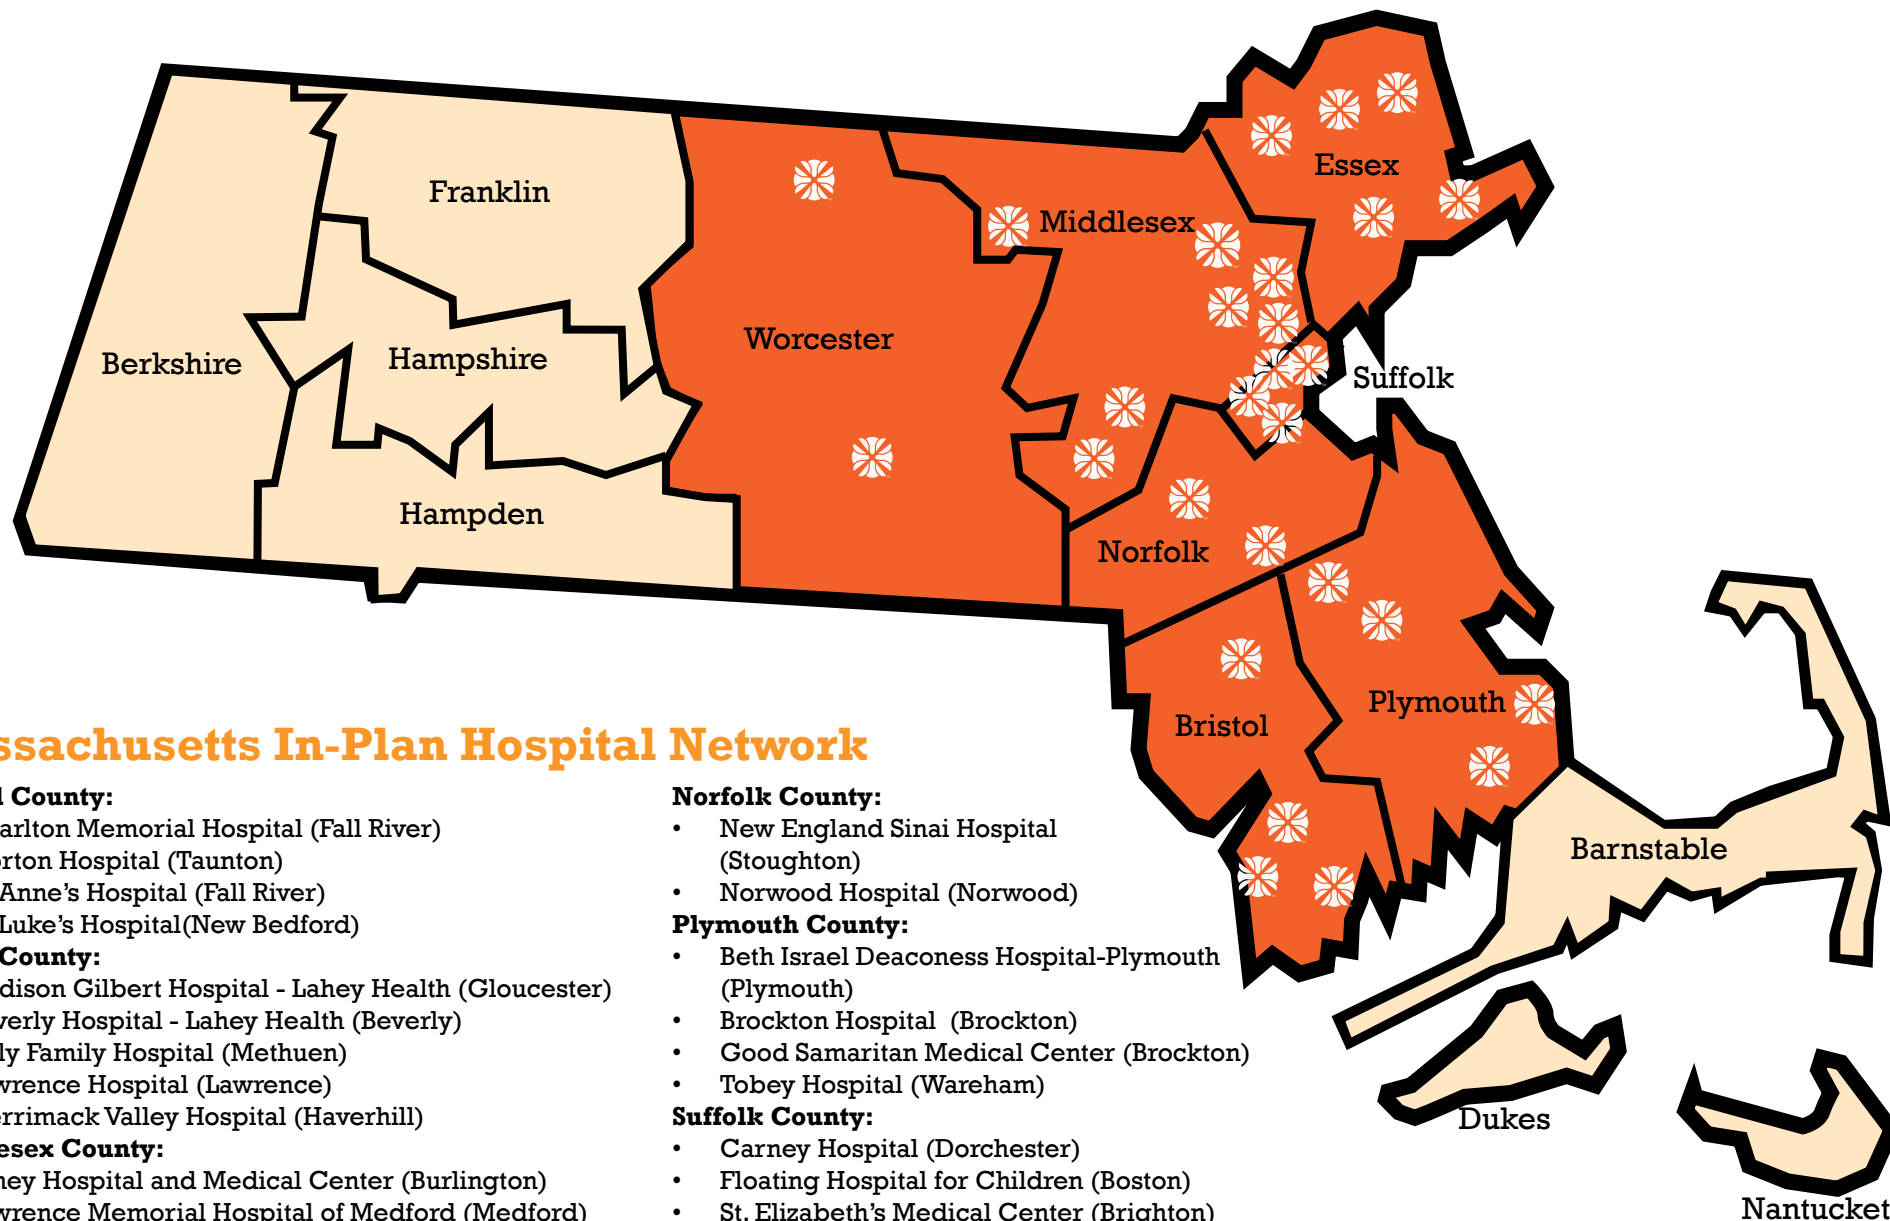 Essex
Franklin
Middlesex
Worcester
Hampshire
Berkshire
Suffolk
Hampden
Norfolk
Plymouth
Bristol
Barnstable
Dukes
Nantucket
ssachusetts In-Plan Hospital Network
l County:
arlton Memorial Hospital (Fall River)
orton Hospital (Taunton)
Anne's Hospital (Fall River)
Luke's Hospital(New Bedford)
County:
dison Gilbert Hospital - Lahey Health (Gloucester)
verly Hospital - Lahey Health (Beverly)
ly Family Hospital (Methuen)
wrence Hospital (Lawrence)
errimack Valley Hospital (Haverhill)
esex County:
ney Hospital and Medical Center (Burlington)
wrence Memorial Hospital of Medford (Medford)
Norfolk County:
• New England Sinai Hospital
(Stoughton)
• Norwood Hospital (Norwood)
Plymouth County:
• Beth Israel Deaconess Hospital-Plymouth
(Plymouth)
• Brockton Hospital (Brockton)
• Good Samaritan Medical Center (Brockton)
• Tobey Hospital (Wareham)
Suffolk County:
• Carney Hospital (Dorchester)
• Floating Hospital for Children (Boston)
• St. Elizabeth's Medical Center (Brighton)